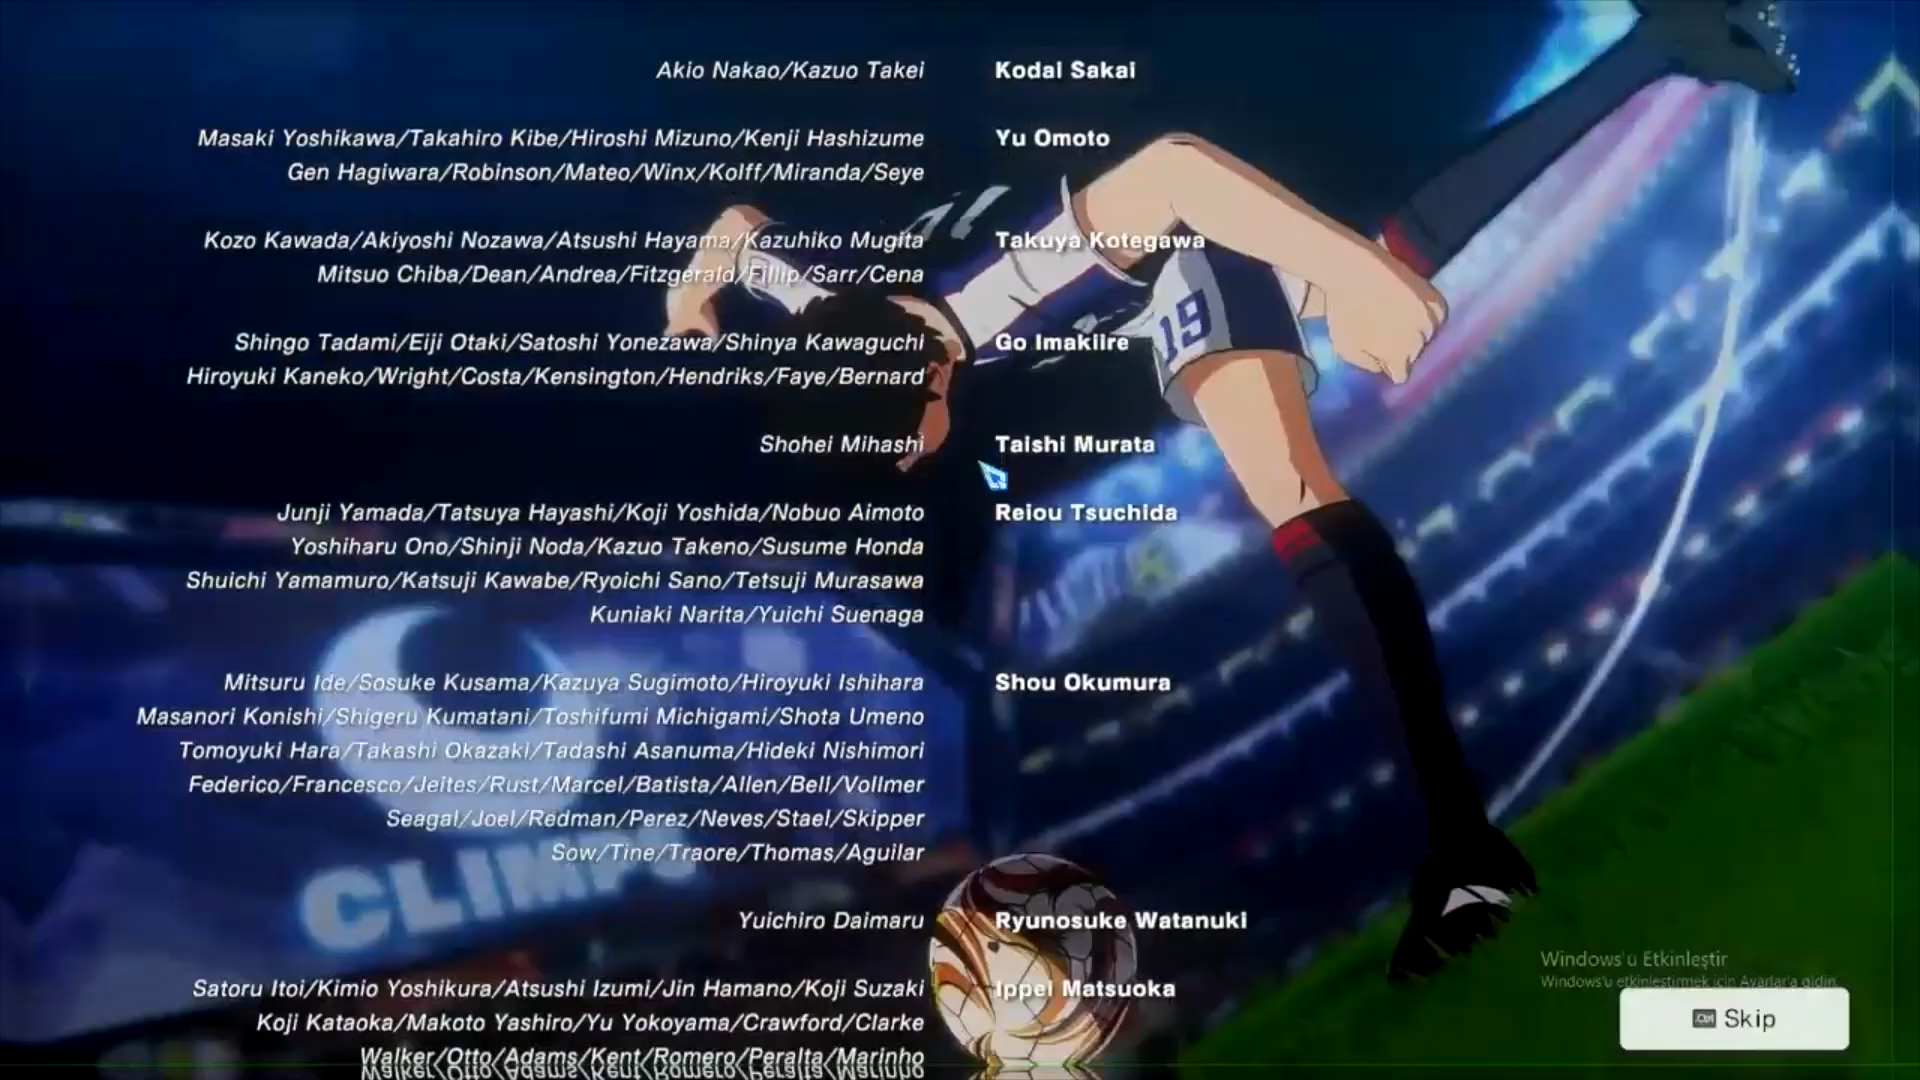 Akio Nakao/Kazuo Takei Kodai Sakai
Masaki Yoshikawa/Takahiro Kibe/Hiroshi Mizuno/Kenji Hashizume Yu Omoto
Gen Hagiwara/Robinson/Mateo/Winx/Kolff/Miranda/Seye
Kozo Kawada/Akiyoshi Nozawa/Atsushi Hayama/Kazuhiko Mugita Takuya Kotegawa
Mitsuo Chiba/Dean/Andrea/Fitzgerald/Fillip/Sarr/Cena
Shingo Tadami/Eiji Otaki/Satoshi Yonezawa/Shinya Kawaguchi Go Imakiire
Hiroyuki Kaneko/Wright/Costa/Kensington/Hendriks/Faye/Bernard
19
Shohei Mihashi Taishi Murata
Junji Yamada/Tatsuya Hayashi/Koji Yoshida/Nobuo Aimoto Reiou Tsuchida
Yoshiharu Ono/Shinji Noda/Kazuo Takeno/Susume Honda
Shuichi Yamamuro/Katsuji Kawabe/Ryoichi Sano/Tetsuji Murasawa
Kuniaki Narita/Yuichi Suenaga
Mitsuru Ide/Sosuke Kusama/Kazuya Sugimoto/Hiroyuki Ishihara Shou Okumura
Masanori Konishi/Shigeru Kumatani/Toshifumi Michigami/Shota Umeno
Tomoyuki Hara/Takashi Okazaki/Tadashi Asanuma/Hideki Nishimori
Federico/Francesco/Jeites/Rust/Marcel/Batista/Allen/Bell/Vollmer
Seagal/Joel/Redman/Perez/Neves/Stael/Skipper
Sow/Tine/Traore/Thomas/Aguilar
Yuichiro Daimaru Ryunosuke Watanuki
Satoru Itoi/Kimio Yoshikura/Atsushi Izumi/Jin Hamano/Koji Suzaki Ippei Matsuoka
Koji Kataoka/Makoto Yashiro/Yu Yokoyama/Crawford/Clarke
Walker/Otto/Adams/Kent/Romero/Peralta/Marinho
Windows'u Etkinleştir
Windows'u etkinleştirmek için Ayarlar'a gidin.
Skip